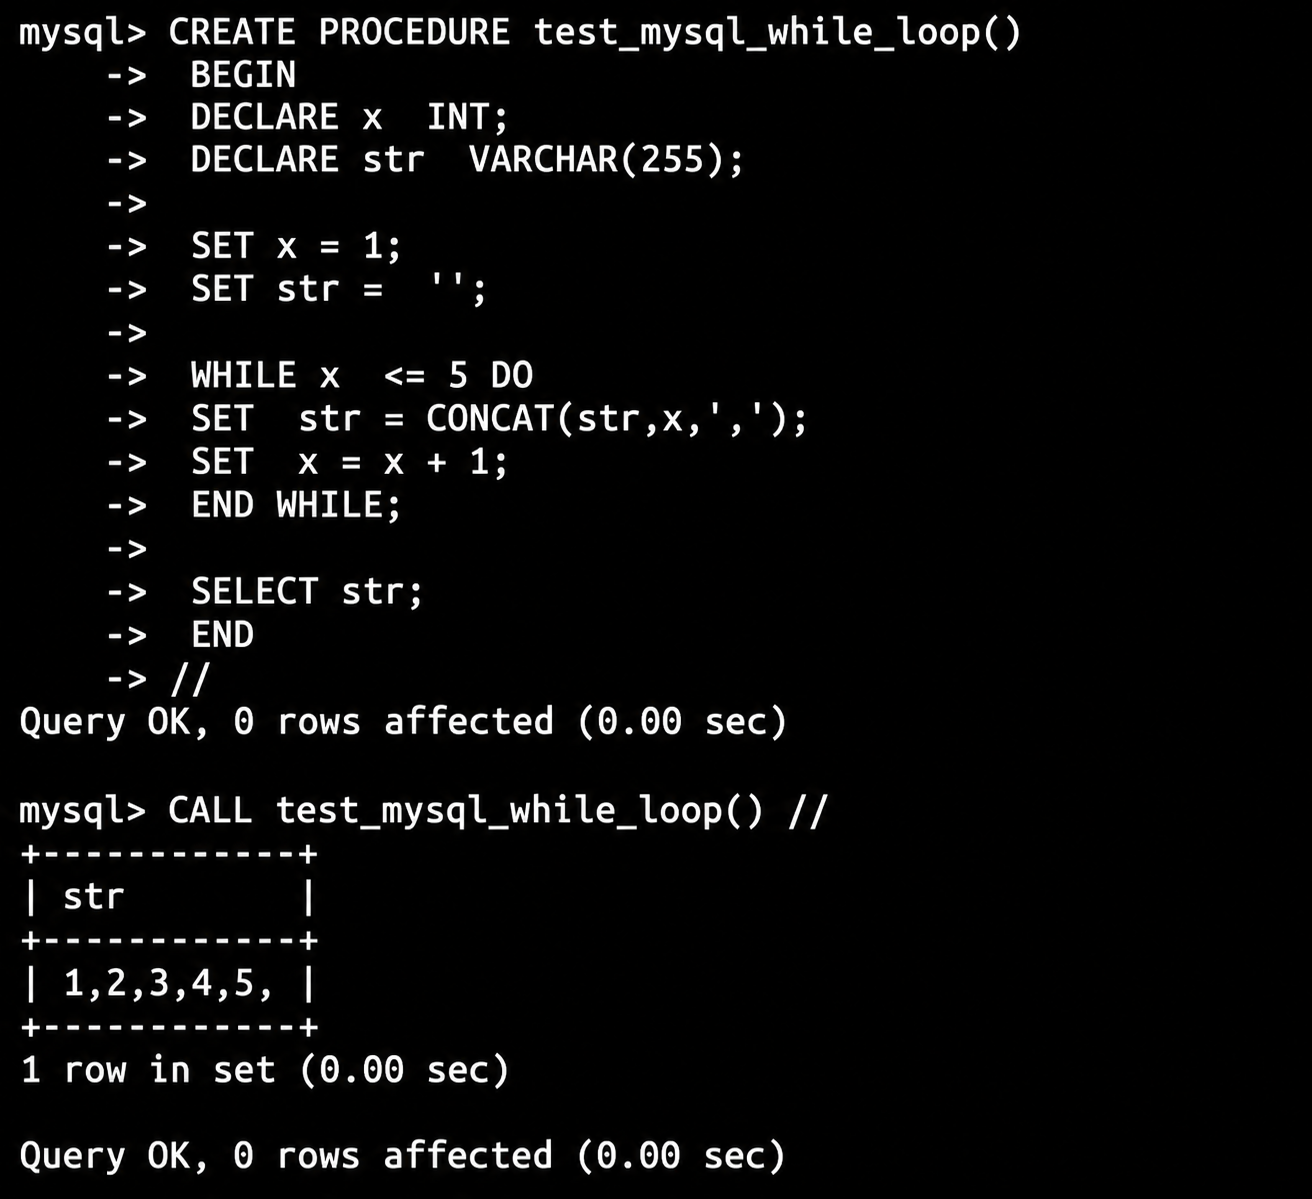 mysql> CREATE PROCEDURE test_mysql_while_loop()
    ->  BEGIN
    ->  DECLARE x  INT;
    ->  DECLARE str  VARCHAR(255);
    ->
    ->  SET x = 1;
    ->  SET str =  '';
    ->
    ->  WHILE x  <= 5 DO
    ->  SET  str = CONCAT(str,x,',');
    ->  SET  x = x + 1;
    ->  END WHILE;
    ->
    ->  SELECT str;
    ->  END
    -> //
Query OK, 0 rows affected (0.00 sec)

mysql> CALL test_mysql_while_loop() //
+------------+
| str        |
+------------+
| 1,2,3,4,5, |
+------------+
1 row in set (0.00 sec)

Query OK, 0 rows affected (0.00 sec)